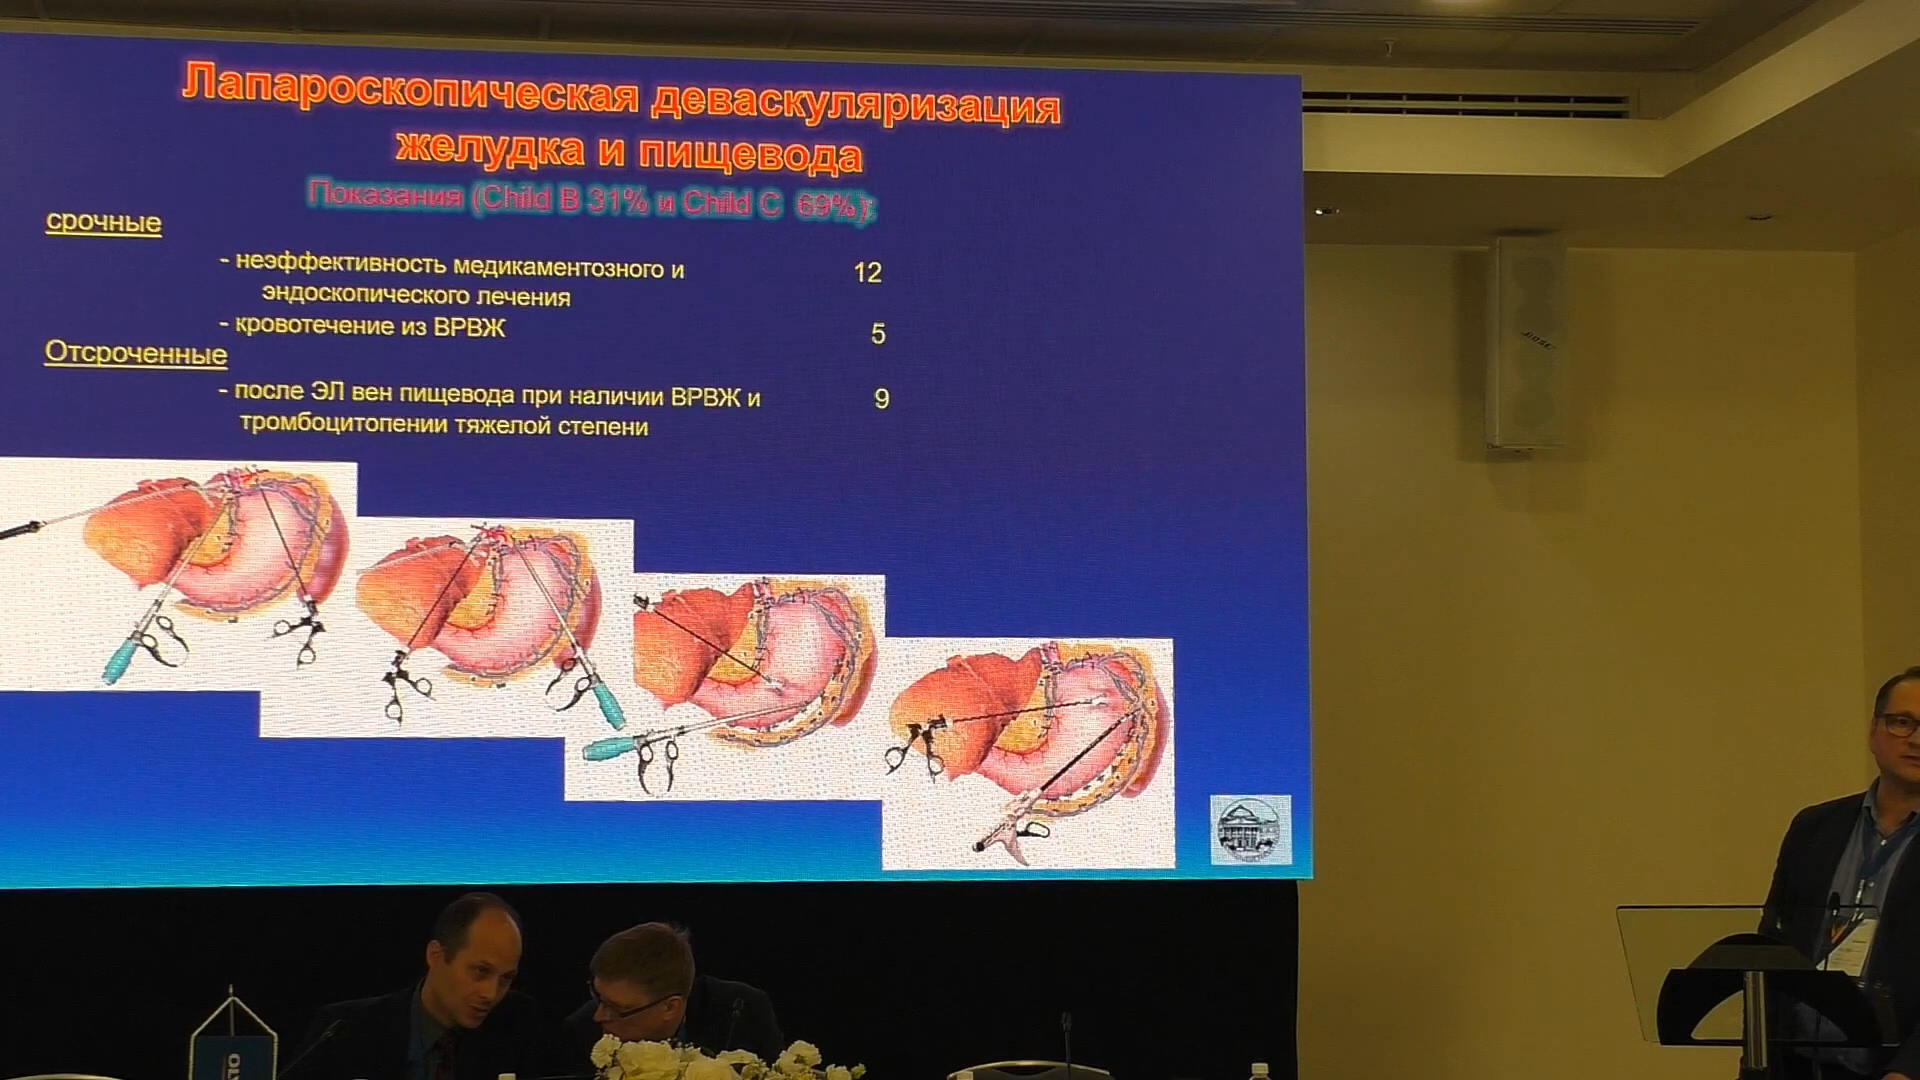 Лапароскопическая деваскуляризация
желудка и пищевода
Показания (Child B 31% и Child C 69%):
срочные
- неэффективность медикаментозного и 12
эндоскопического лечения
- кровотечение из ВРВЖ 5
Отсроченные
- после ЭЛ вен пищевода при наличии ВРВЖ и 9
тромбоцитопении тяжелой степени
BOSE